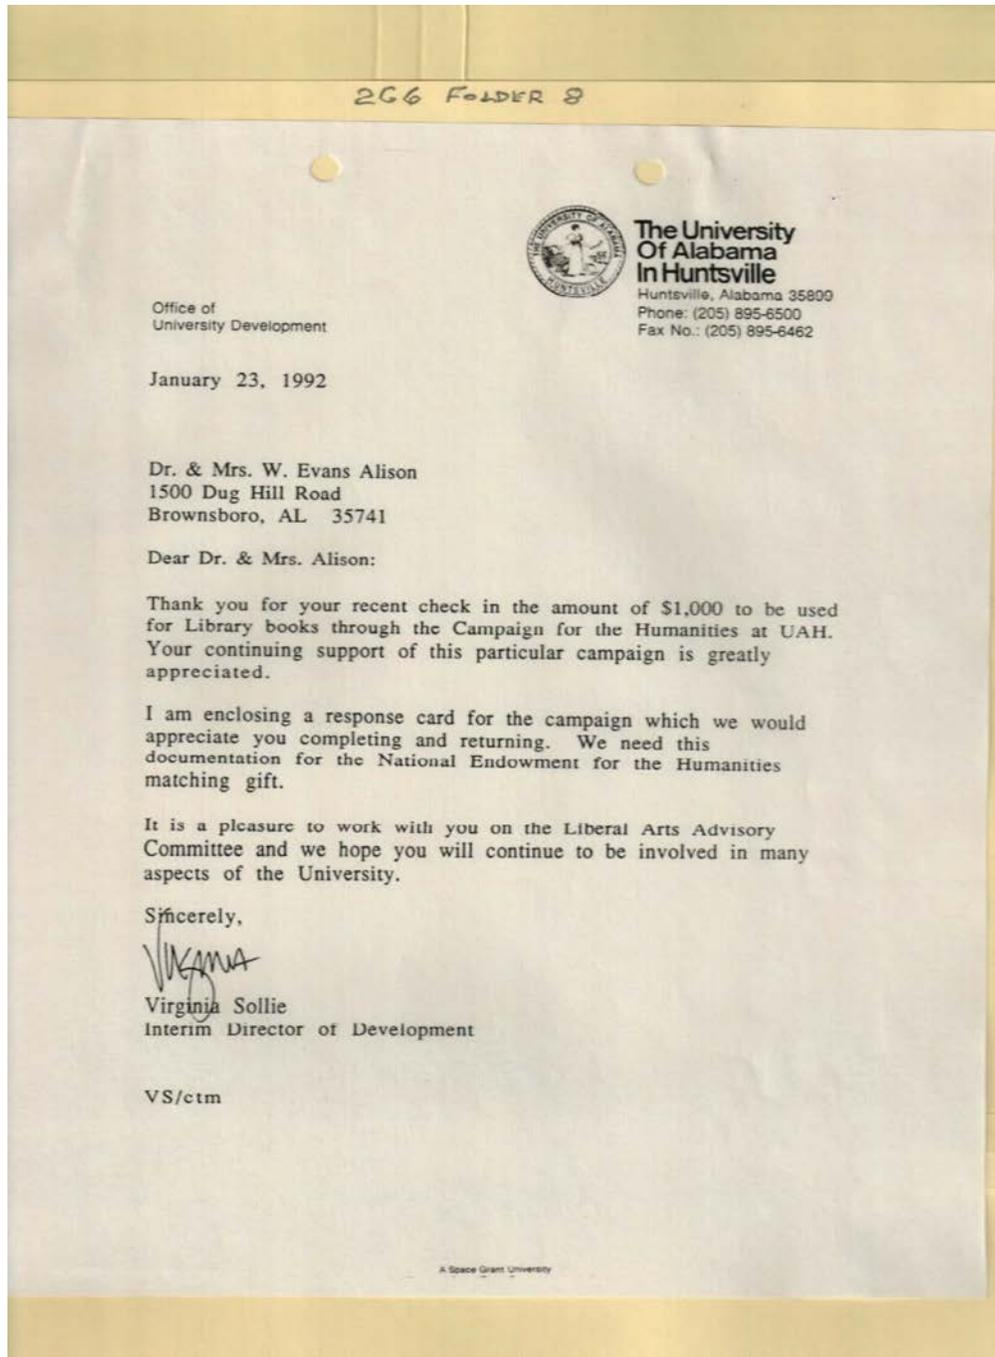 2G6 FOLDER 8
THE UNIVERSITY OF ALABAMA
HUNTSVILLE
The University
Of Alabama
In Huntsville
Huntsville, Alabama 35899
Phone: (205) 895-6500
Fax No.: (205) 895-6462
Office of
University Development
January 23, 1992
Dr. & Mrs. W. Evans Alison
1500 Dug Hill Road
Brownsboro, AL 35741
Dear Dr. & Mrs. Alison:
Thank you for your recent check in the amount of $1,000 to be used
for Library books through the Campaign for the Humanities at UAH.
Your continuing support of this particular campaign is greatly
appreciated.
I am enclosing a response card for the campaign which we would
appreciate you completing and returning. We need this
documentation for the National Endowment for the Humanities
matching gift.
It is a pleasure to work with you on the Liberal Arts Advisory
Committee and we hope you will continue to be involved in many
aspects of the University.
Sincerely,
Virginia
Virginia Sollie
Interim Director of Development
VS/ctm
A Space Grant University